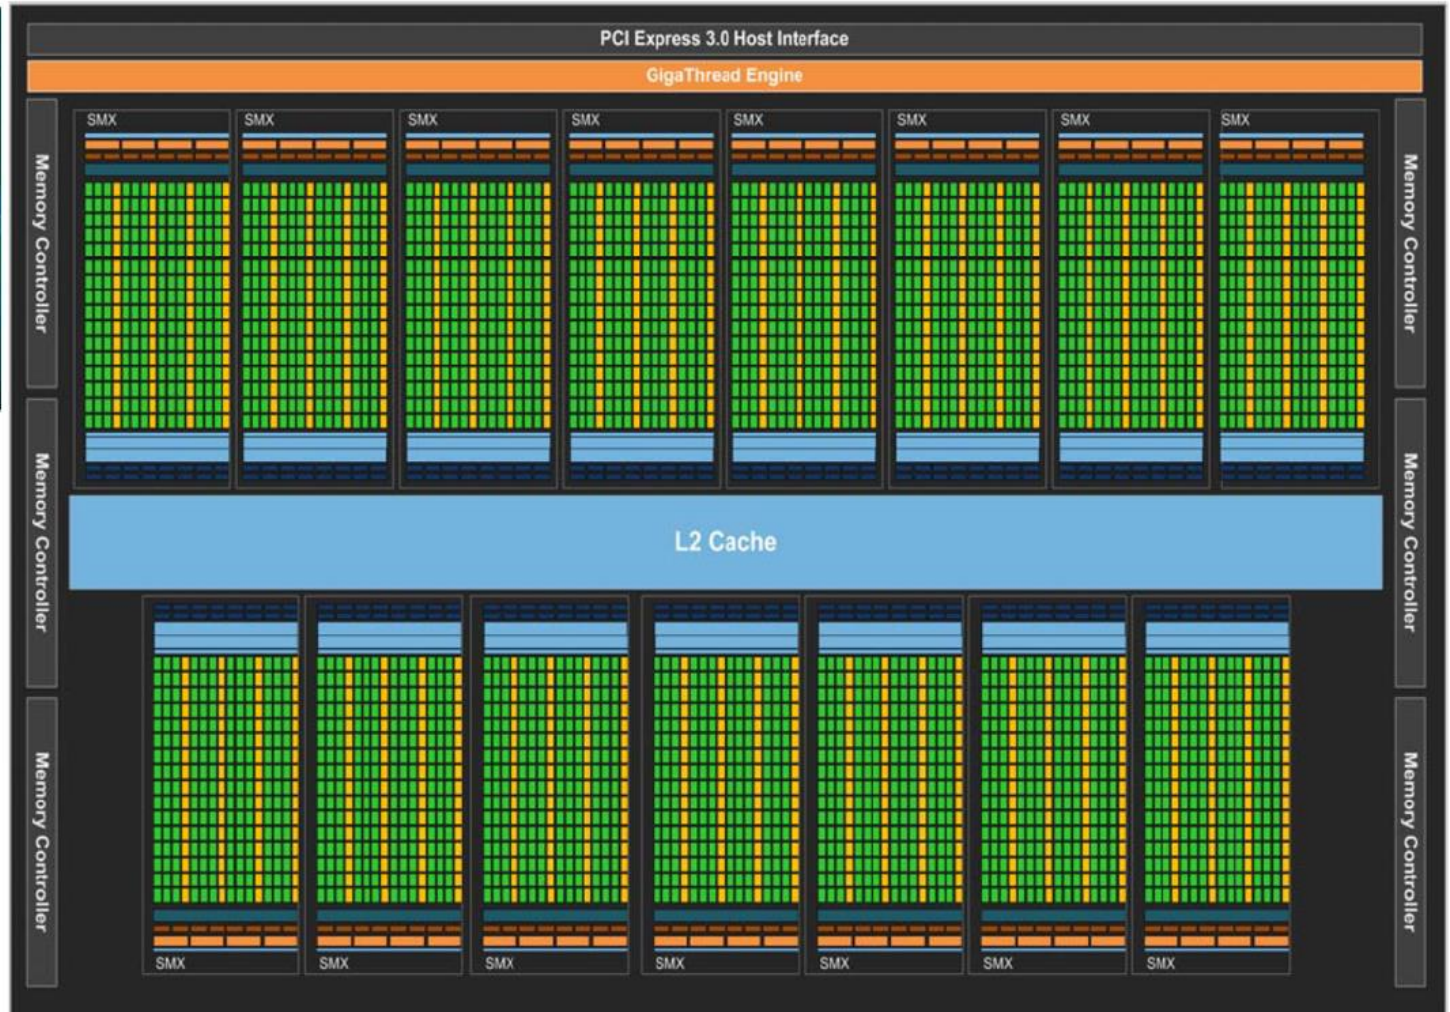 PCI Express 3.0 Host Interface
GigaThread Engine
Memory Controller
SMX
SMX
SMX
SMX
SMX
SMX
SMX
SMX
Memory Controller
Memory Controller
L2 Cache
Memory Controller
Memory Controller
SMX
SMX
SMX
SMX
SMX
SMX
SMX
Memory Controller